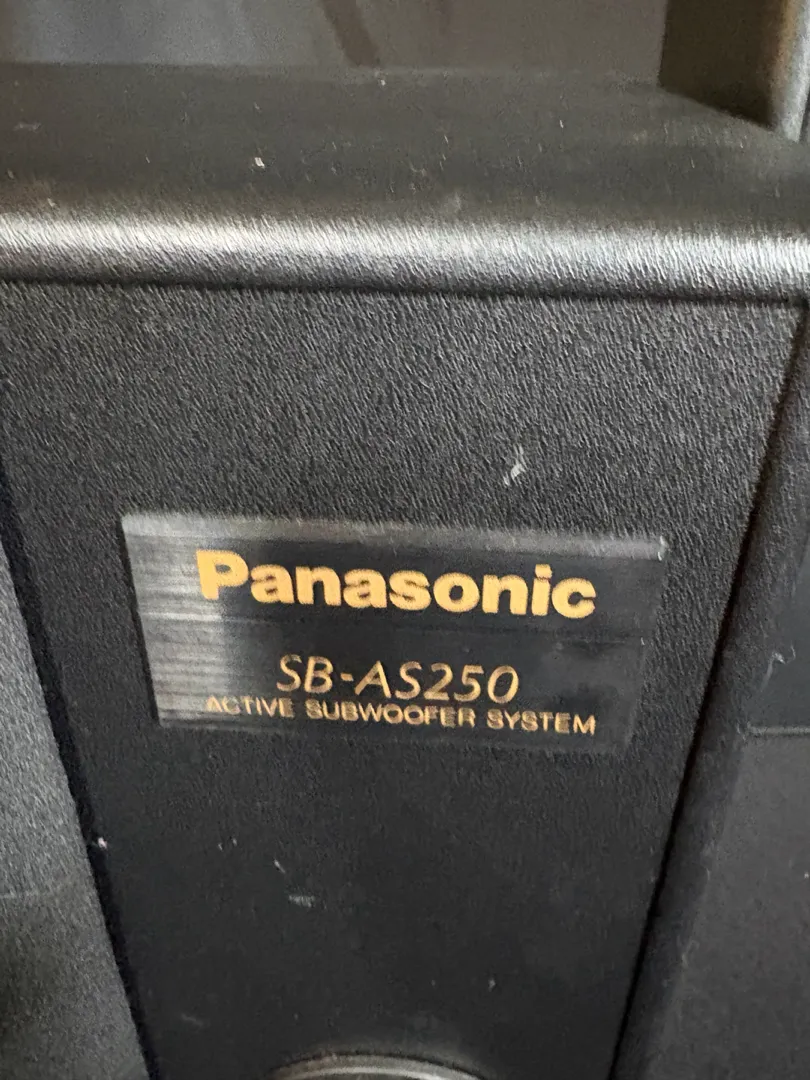 Panasonic
SB-AS250
ACTIVE SUBWOOFER SYSTEM